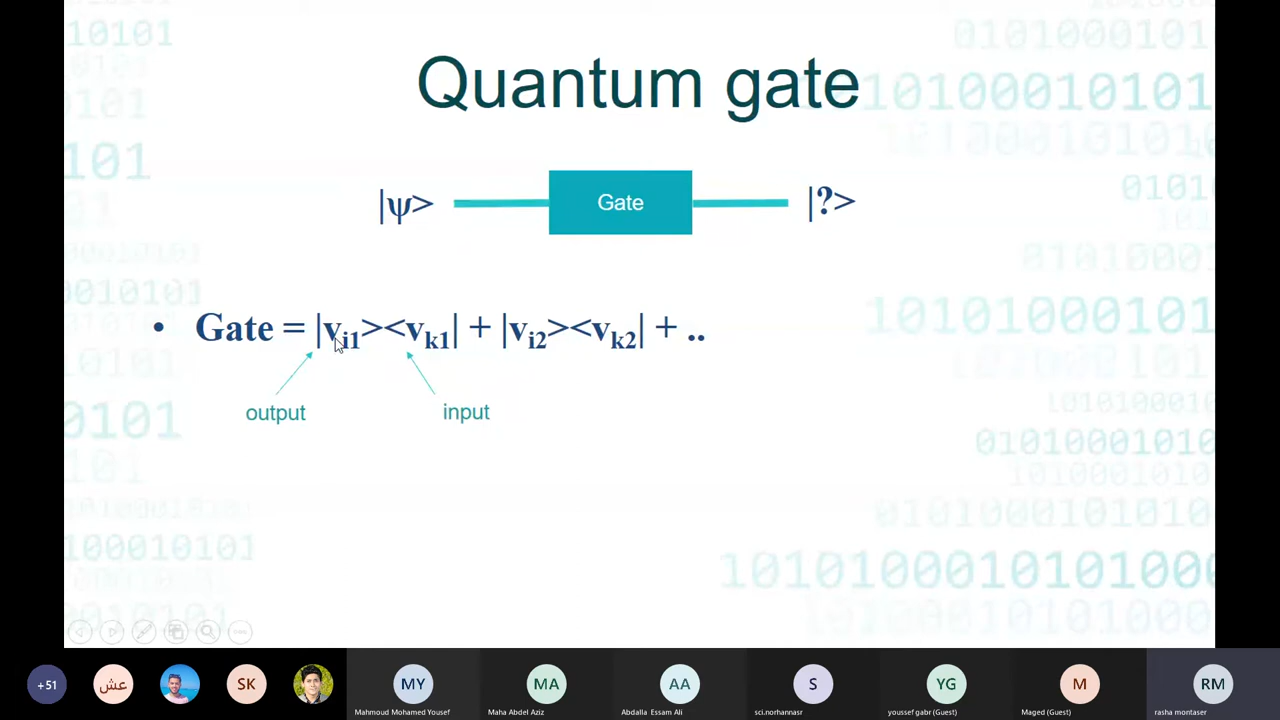 Quantum gate
|ψ> Gate |?>
• Gate = |vi1><vk1| + |vi2><vk2| + ..
output input
+51 عش SK MY MA AA S YG M RM
Mahmoud Mohamed Yousef Maha Abdel Aziz Abdalla Essam Ali sci.norhannasr youssef gabr (Guest) Maged (Guest) rasha montaser